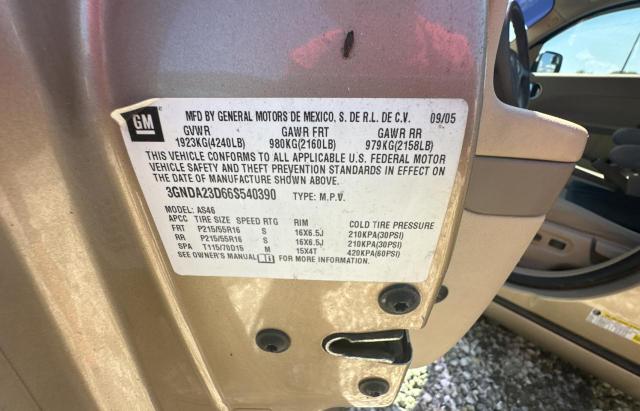 GM
MFD BY GENERAL MOTORS DE MEXICO, S. DE R.L. DE C.V. 09/05
GVWR GAWR FRT GAWR RR
1923KG(4240LB) 980KG(2160LB) 979KG(2158LB)
THIS VEHICLE CONFORMS TO ALL APPLICABLE U.S. FEDERAL MOTOR
VEHICLE SAFETY AND THEFT PREVENTION STANDARDS IN EFFECT ON
THE DATE OF MANUFACTURE SHOWN ABOVE.
3GNDA23D66S540390 TYPE: M.P.V.
MODEL: AS46
APCC TIRE SIZE SPEED RTG RIM COLD TIRE PRESSURE
FRT P215/55R16 S 16X6.5J 210KPA(30PSI)
RR P215/55R16 S 16X6.5J 210KPA(30PSI)
SPA T115/70D15 M 15X4T 420KPA(60PSI)
SEE OWNER'S MANUAL FOR MORE INFORMATION.